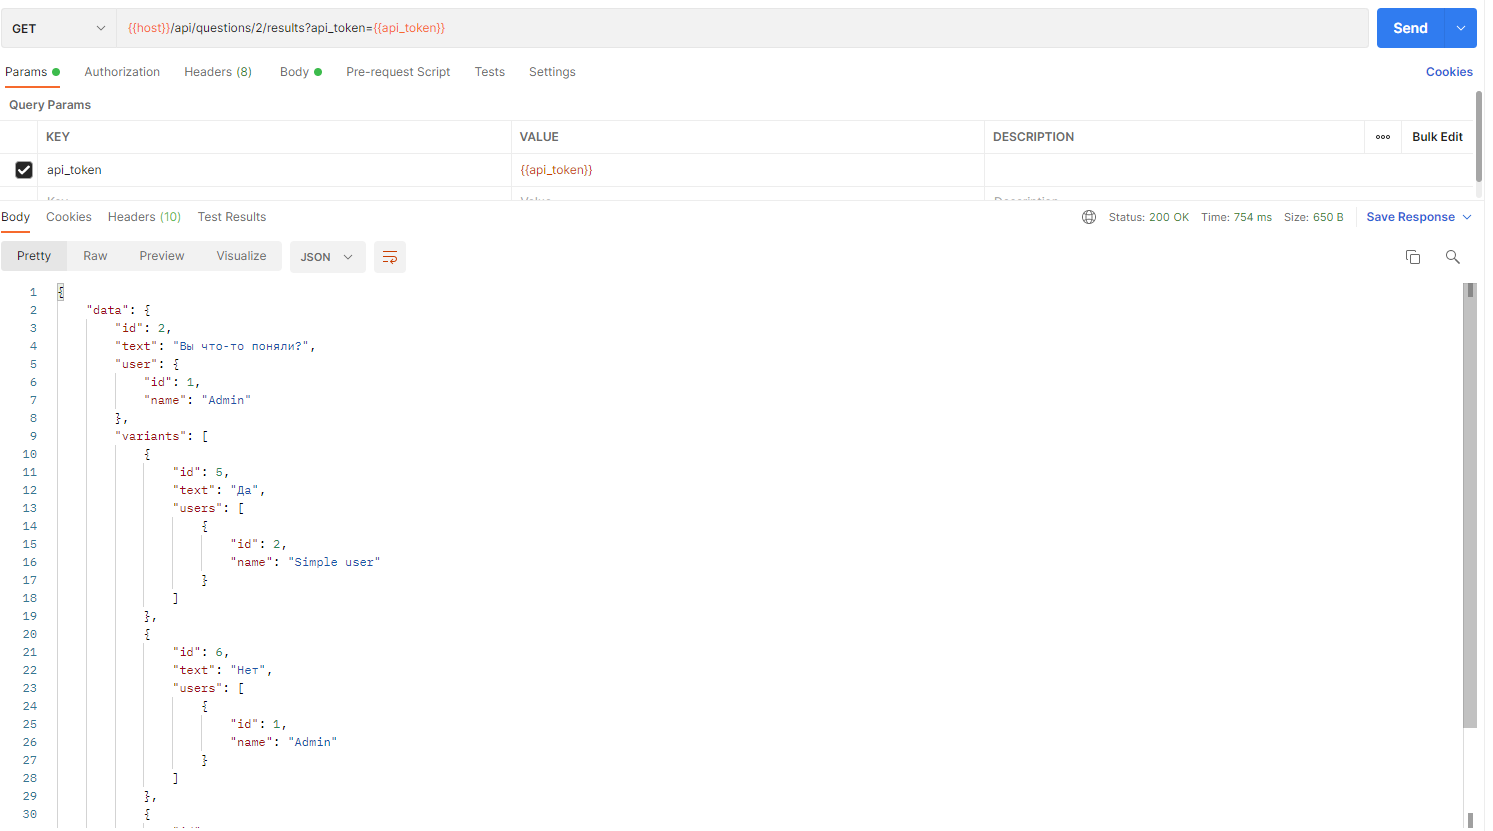 GET {{host}}/api/questions/2/results?api_token={{api_token}} Send
Params Authorization Headers (8) Body Pre-request Script Tests Settings Cookies
Query Params
KEY VALUE DESCRIPTION ooo Bulk Edit
api_token {{api_token}}
Body Cookies Headers (10) Test Results Status: 200 OK Time: 754 ms Size: 650 B Save Response
Pretty Raw Preview Visualize JSON
1 {
2 "data": {
3 "id": 2,
4 "text": "Вы что-то поняли?",
5 "user": {
6 "id": 1,
7 "name": "Admin"
8 },
9 "variants": [
10 {
11 "id": 5,
12 "text": "Да",
13 "users": [
14 {
15 "id": 2,
16 "name": "Simple user"
17 }
18 ]
19 },
20 {
21 "id": 6,
22 "text": "Нет",
23 "users": [
24 {
25 "id": 1,
26 "name": "Admin"
27 }
28 ]
29 },
30 {